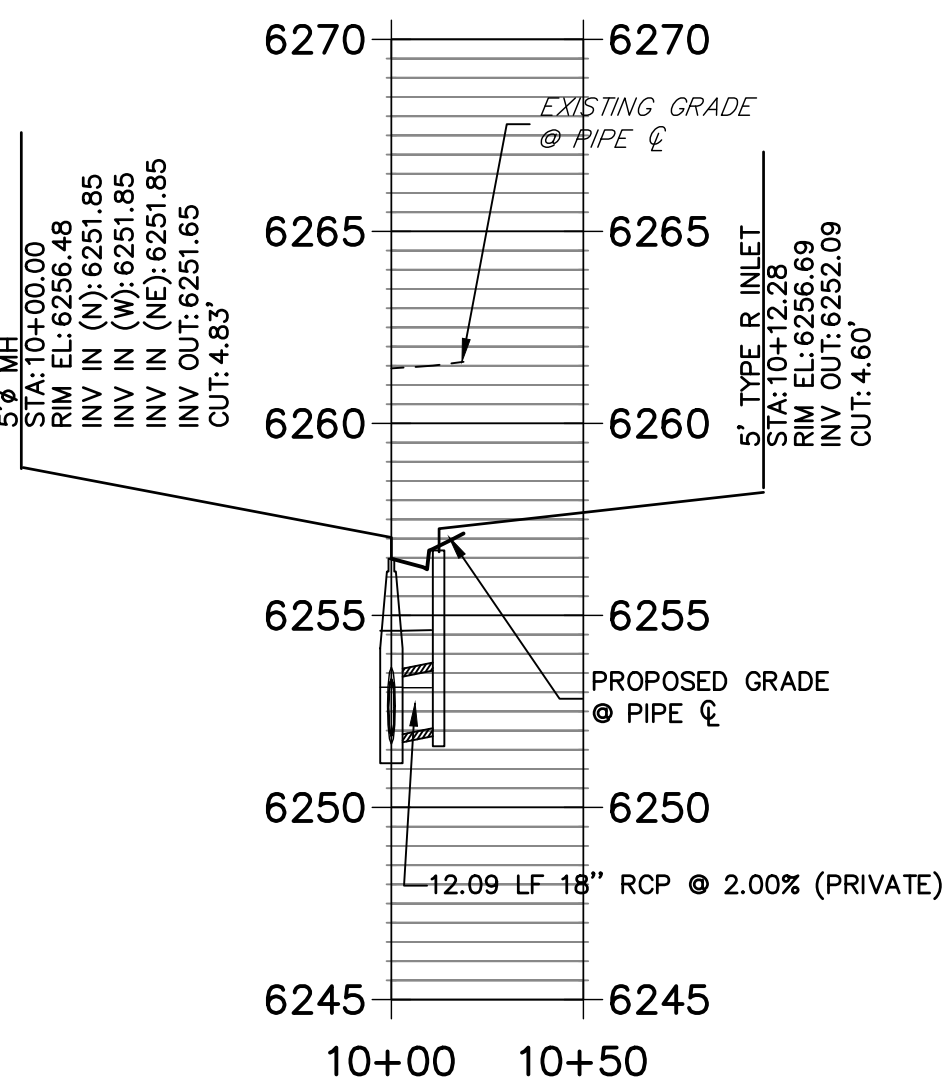 6270
6270
EXISTING GRADE
@ PIPE ℄
5'ø MH
STA:10+00.00
RIM EL:6256.48
INV IN (N):6251.85
INV IN (W):6251.85
INV IN (NE):6251.85
INV OUT:6251.65
CUT:4.83'
6265
6265
5' TYPE R INLET
STA:10+12.28
RIM EL:6256.69
INV OUT:6252.09
CUT:4.60'
6260
6260
6255
6255
PROPOSED GRADE
@ PIPE ℄
6250
6250
12.09 LF 18" RCP @ 2.00% (PRIVATE)
6245
6245
10+00
10+50